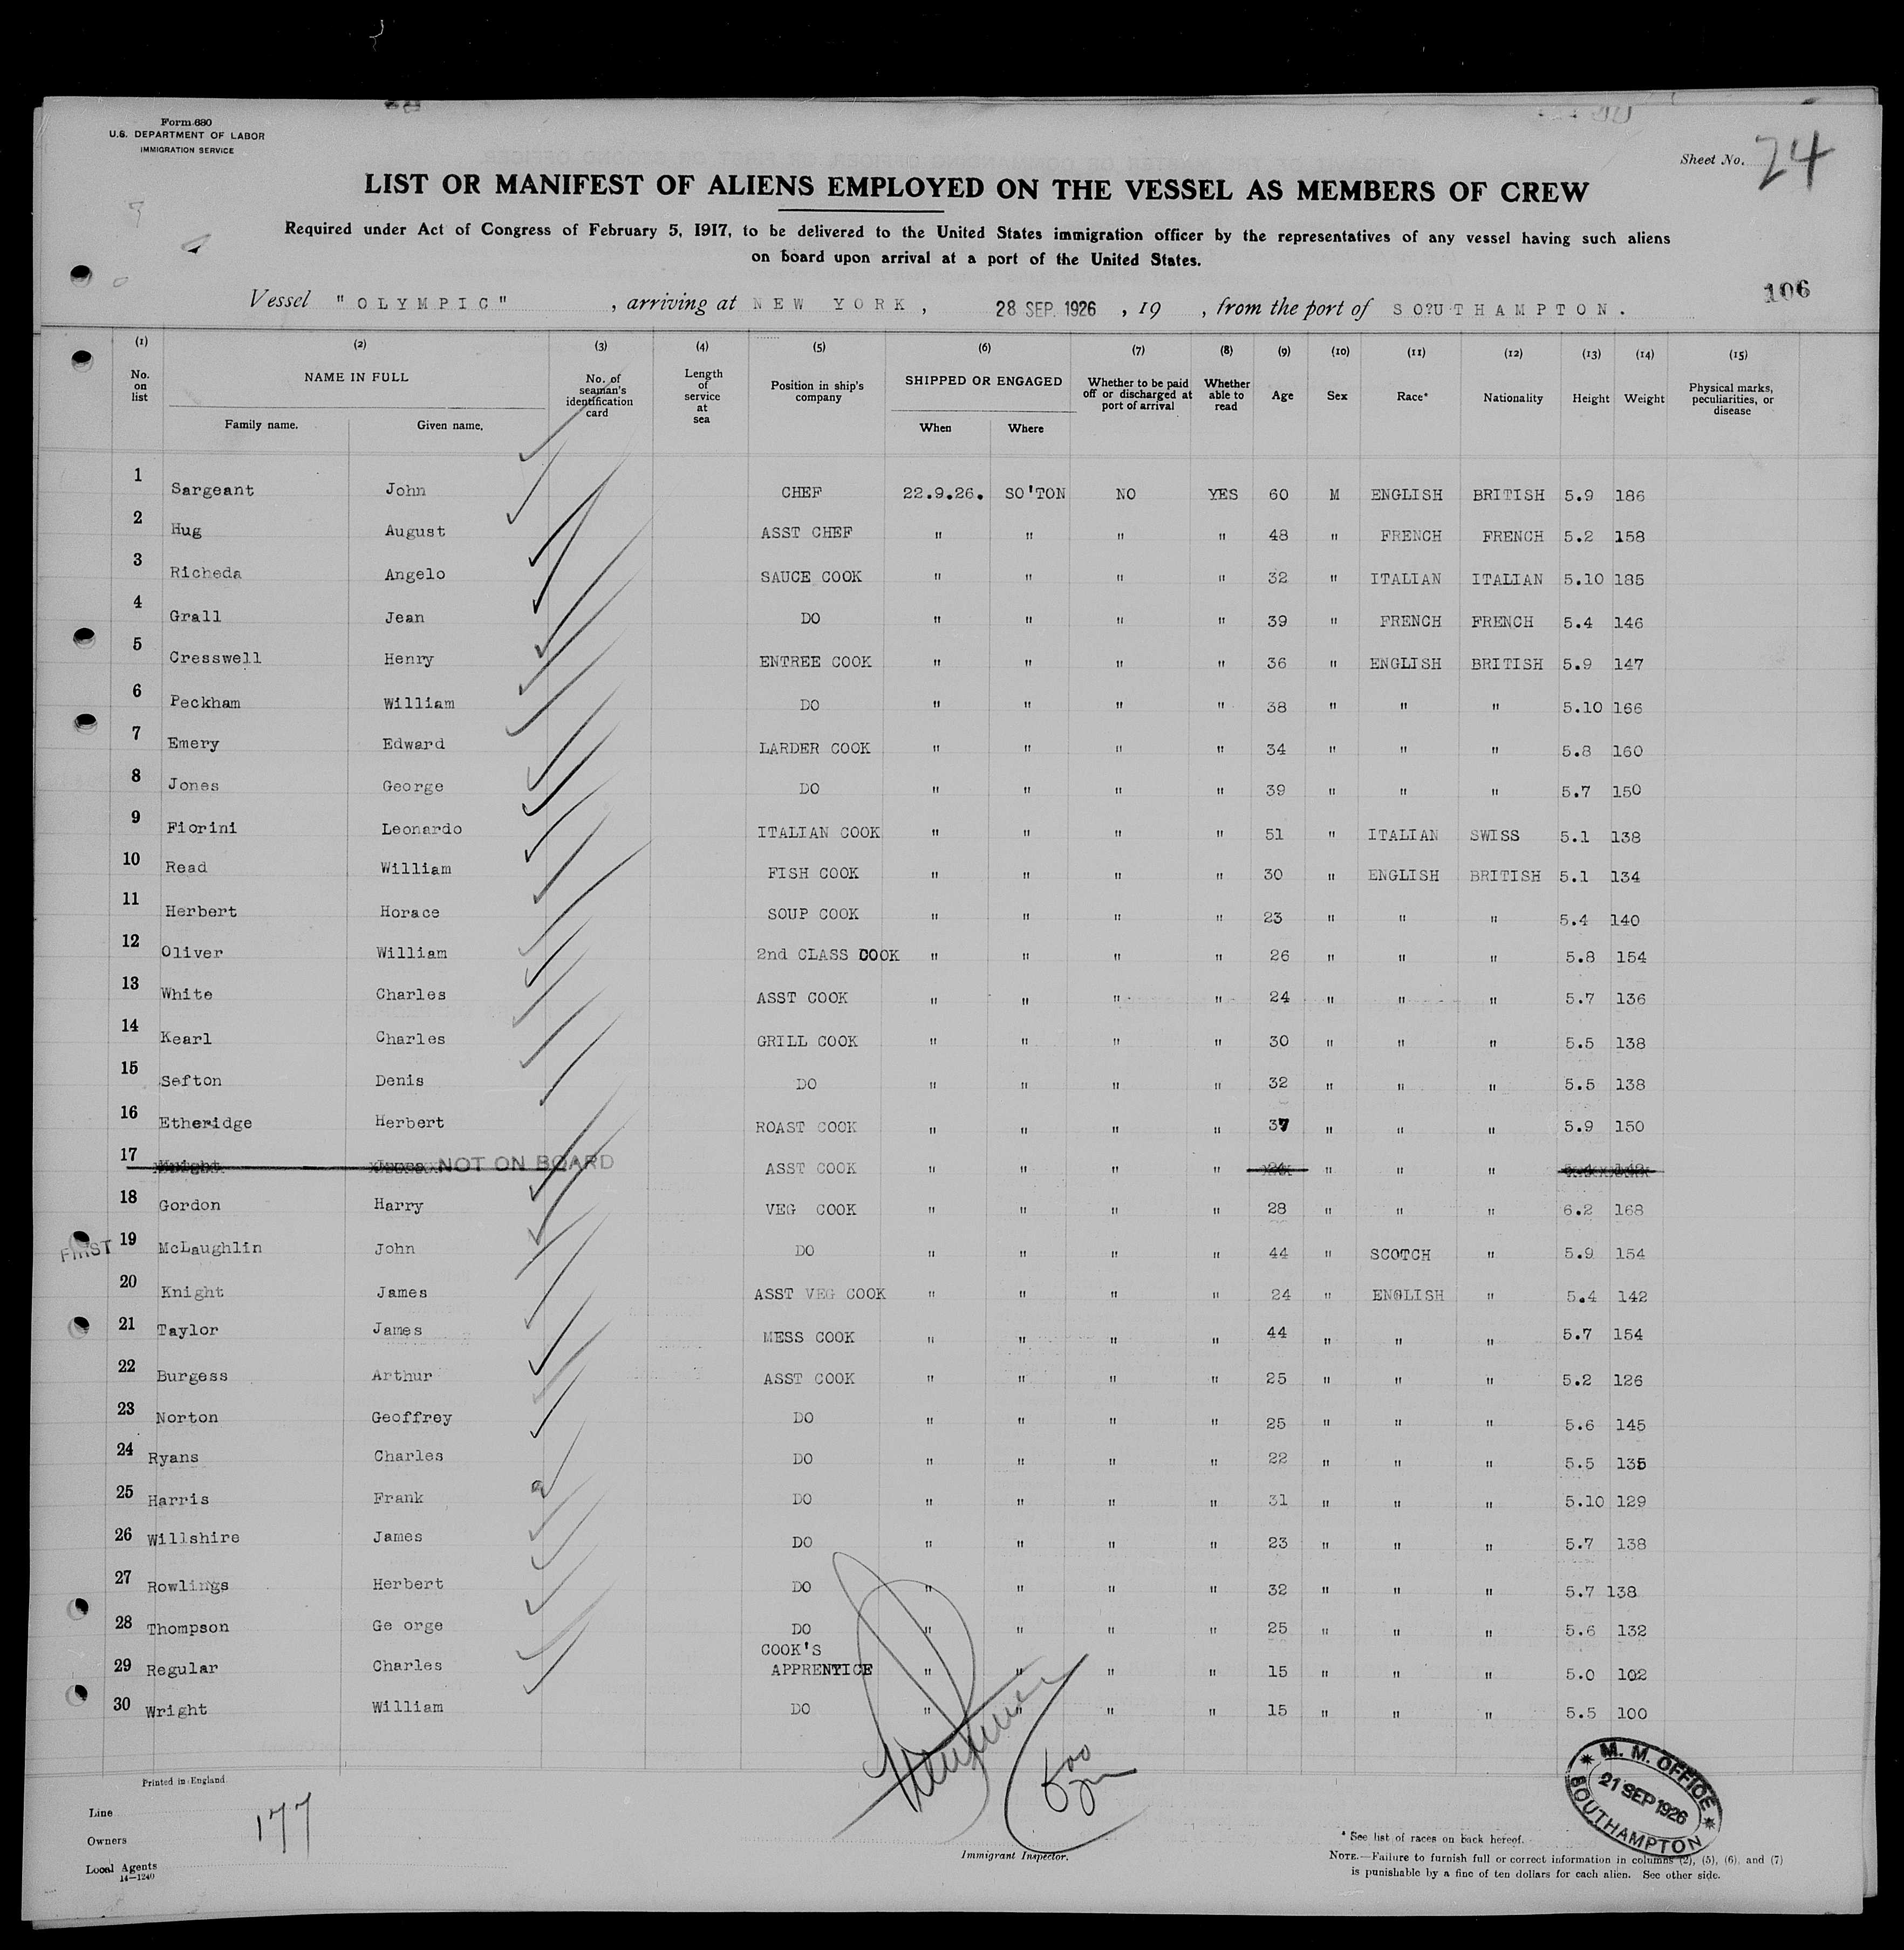 Form 680
U.S. DEPARTMENT OF LABOR
IMMIGRATION SERVICE
Sheet No. 24
LIST OR MANIFEST OF ALIENS EMPLOYED ON THE VESSEL AS MEMBERS OF CREW
Required under Act of Congress of February 5, 1917, to be delivered to the United States immigration officer by the representatives of any vessel having such aliens
on board upon arrival at a port of the United States.
106
Vessel "OLYMPIC", arriving at NEW YORK, 28 SEP. 1926, 19 , from the port of SO?UTHAMPTON.
(1) (2) (3) (4) (5) (6) (7) (8) (9) (10) (11) (12) (13) (14) (15)
No. on list NAME IN FULL Family name. Given name. No. of seaman's identification card Length of service at sea Position in ship's company SHIPPED OR ENGAGED When Where Whether to be paid off or discharged at port of arrival Whether able to read Age Sex Race* Nationality Height Weight Physical marks, peculiarities, or disease
1 Sargeant John CHEF 22.9.26. SO'TON NO YES 60 M ENGLISH BRITISH 5.9 186
2 Hug August ASST CHEF " " " " 48 " FRENCH FRENCH 5.2 158
3 Richeda Angelo SAUCE COOK " " " " 32 " ITALIAN ITALIAN 5.10 185
4 Grall Jean DO " " " " 39 " FRENCH FRENCH 5.4 146
5 Cresswell Henry ENTREE COOK " " " " 36 " ENGLISH BRITISH 5.9 147
6 Peckham William DO " " " " 38 " " " 5.10 166
7 Emery Edward LARDER COOK " " " " 34 " " " 5.8 160
8 Jones George DO " " " " 39 " " " 5.7 150
9 Fiorini Leonardo ITALIAN COOK " " " " 51 " ITALIAN SWISS 5.1 138
10 Read William FISH COOK " " " " 30 " ENGLISH BRITISH 5.1 134
11 Herbert Horace SOUP COOK " " " " 23 " " " 5.4 140
12 Oliver William 2nd CLASS COOK " " " " 26 " " " 5.8 154
13 White Charles ASST COOK " " " " 24 " " " 5.7 136
14 Kearl Charles GRILL COOK " " " " 30 " " " 5.5 138
15 Sefton Denis DO " " " " 32 " " " 5.5 138
16 Etheridge Herbert ROAST COOK " " " " 37 " " " 5.9 150
17 Knight James NOT ON BOARD ASST COOK " " " " 24 " " "
18 Gordon Harry VEG COOK " " " " 28 " " " 6.2 168
FIRST 19 McLaughlin John DO " " " " 44 " SCOTCH " 5.9 154
20 Knight James ASST VEG COOK " " " " 24 " ENGLISH " 5.4 142
21 Taylor James MESS COOK " " " " 44 " " " 5.7 154
22 Burgess Arthur ASST COOK " " " " 25 " " " 5.2 126
23 Norton Geoffrey DO " " " " 25 " " " 5.6 145
24 Ryans Charles DO " " " " 22 " " " 5.5 135
25 Harris Frank DO " " " " 31 " " " 5.10 129
26 Willshire James DO " " " " 23 " " " 5.7 138
27 Rowlings Herbert DO " " " " 32 " " " 5.7 138
28 Thompson Ge orge DO " " " " 25 " " " 5.6 132
29 Regular Charles COOK'S APPRENTICE " " " " 15 " " " 5.0 102
30 Wright William DO " " " " 15 " " " 5.5 100
Printed in England
Line
Owners
Local Agents
14—1240
177
Immigrant Inspector.
M. M. OFFICE
21 SEP 1926
SOUTHAMPTON
* See list of races on back hereof.
NOTE.—Failure to furnish full or correct information in columns (2), (5), (6), and (7)
is punishable by a fine of ten dollars for each alien. See other side.